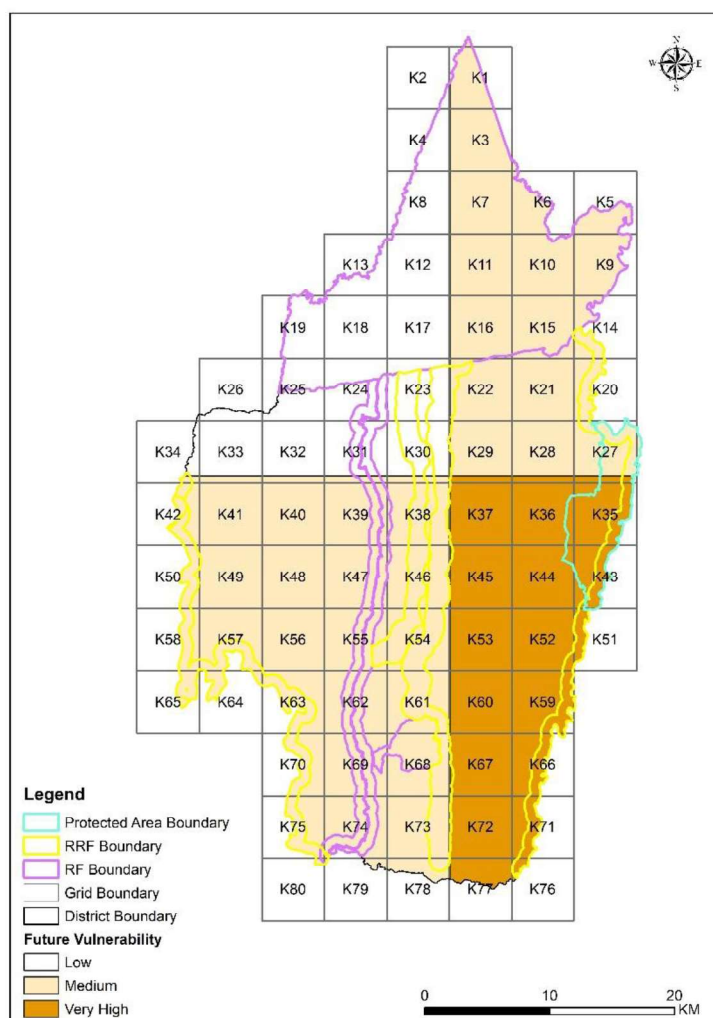 N
W E
S
K2 K1
K4 K3
K8 K7 K6 K5
K13 K12 K11 K10 K9
K19 K18 K17 K16 K15 K14
K26 K25 K24 K23 K22 K21 K20
K34 K33 K32 K31 K30 K29 K28 K27
K42 K41 K40 K39 K38 K37 K36 K35
K50 K49 K48 K47 K46 K45 K44 K43
K58 K57 K56 K55 K54 K53 K52 K51
K65 K64 K63 K62 K61 K60 K59
K70 K69 K68 K67 K66
K75 K74 K73 K72 K71
K80 K79 K78 K77 K76
Legend
Protected Area Boundary
RRF Boundary
RF Boundary
Grid Boundary
District Boundary
Future Vulnerability
Low
Medium
Very High
0 10 20
KM